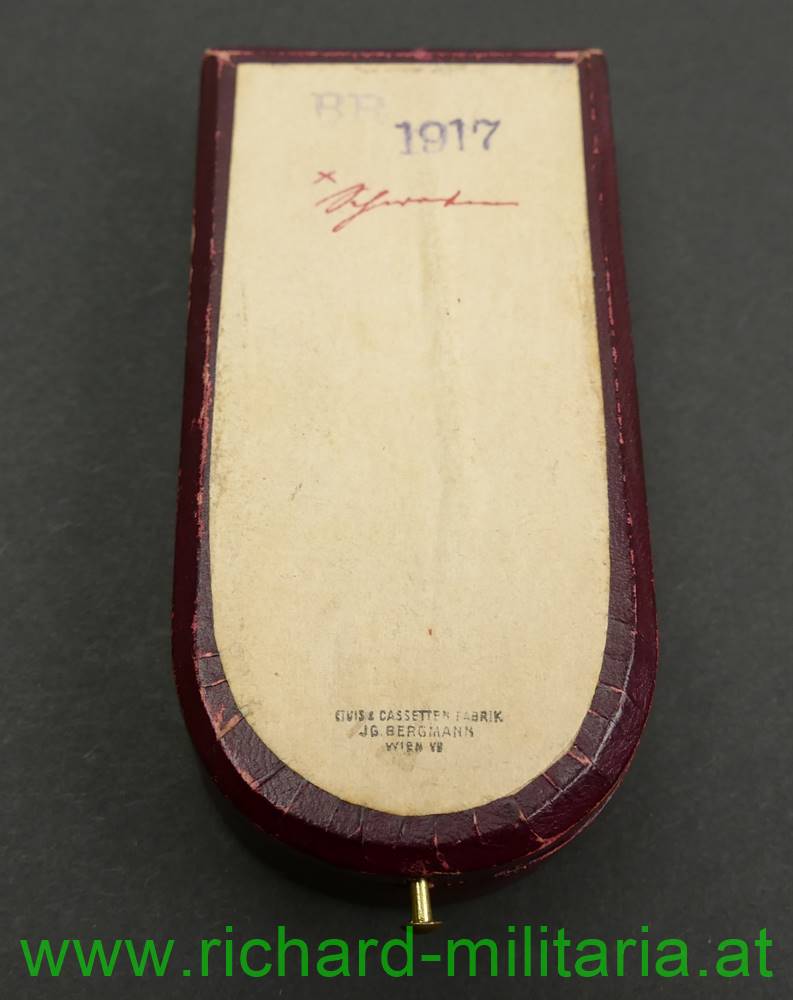 BR
1917
x
ETUIS & CASSETTEN FABRIK
JG. BERGMANN
WIEN VII
www.richard-militaria.at